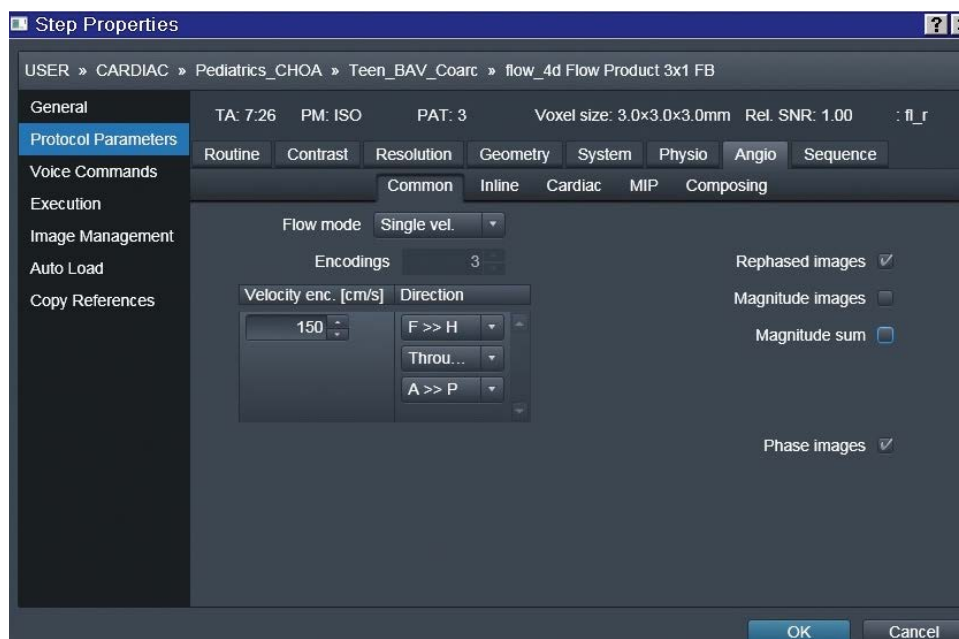 Step Properties
?
USER » CARDIAC » Pediatrics_CHOA » Teen_BAV_Coarc » flow_4d Flow Product 3x1 FB
General
TA: 7:26 PM: ISO PAT: 3 Voxel size: 3.0×3.0×3.0mm Rel. SNR: 1.00 : fl_r
Protocol Parameters
Routine Contrast Resolution Geometry System Physio Angio Sequence
Voice Commands
Common Inline Cardiac MIP Composing
Execution
Flow mode Single vel.
Image Management
Encodings 3 Rephased images
Auto Load
Velocity enc. [cm/s] Direction Magnitude images
Copy References
150 F >> H
Magnitude sum
Throu...
A >> P
Phase images
OK Cancel